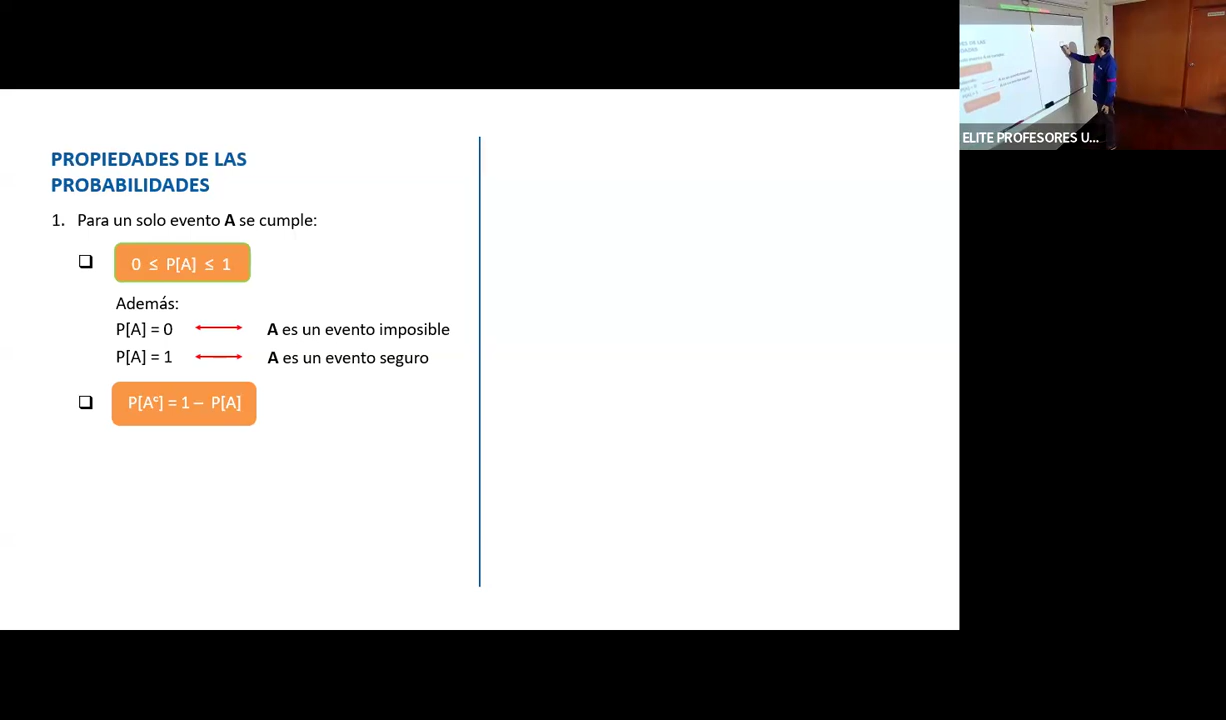 PROPIEDADES DE LAS
PROBABILIDADES
1. Para un solo evento A se cumple:
❑ 0 ≤ P[A] ≤ 1
Además:
P[A] = 0 ⟷ A es un evento imposible
P[A] = 1 ⟷ A es un evento seguro
❑ P[Aᶜ] = 1 – P[A]
ELITE PROFESORES U...